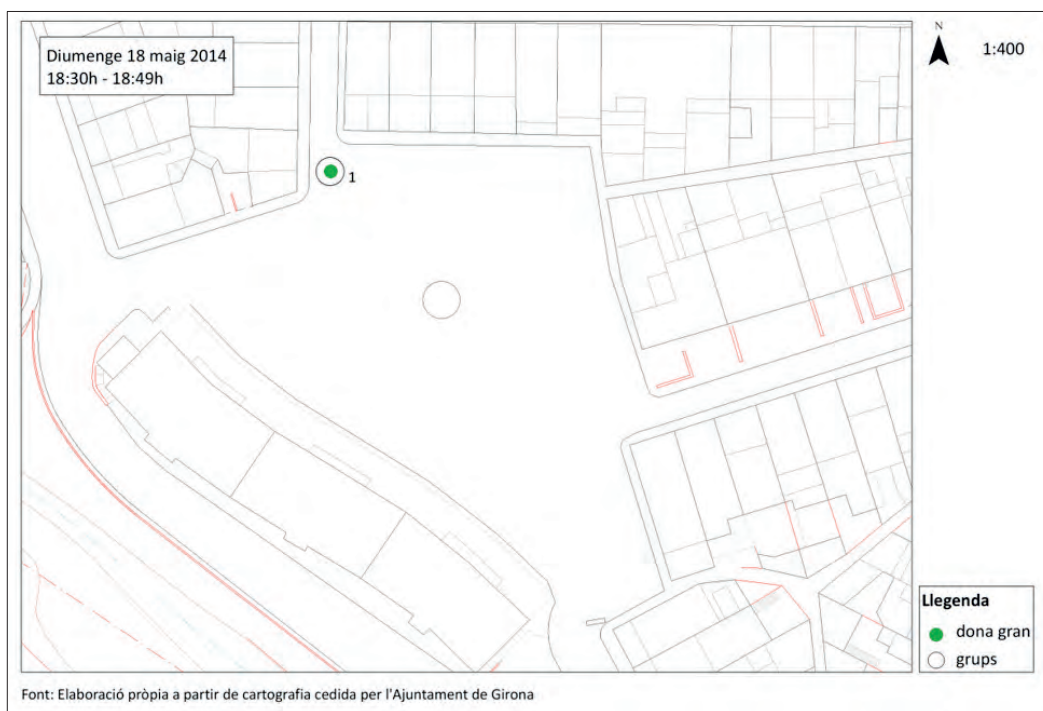 Diumenge 18 maig 2014
18:30h - 18:49h
N
1:400
1
Llegenda
dona gran
grups
Font: Elaboració pròpia a partir de cartografia cedida per l'Ajuntament de Girona